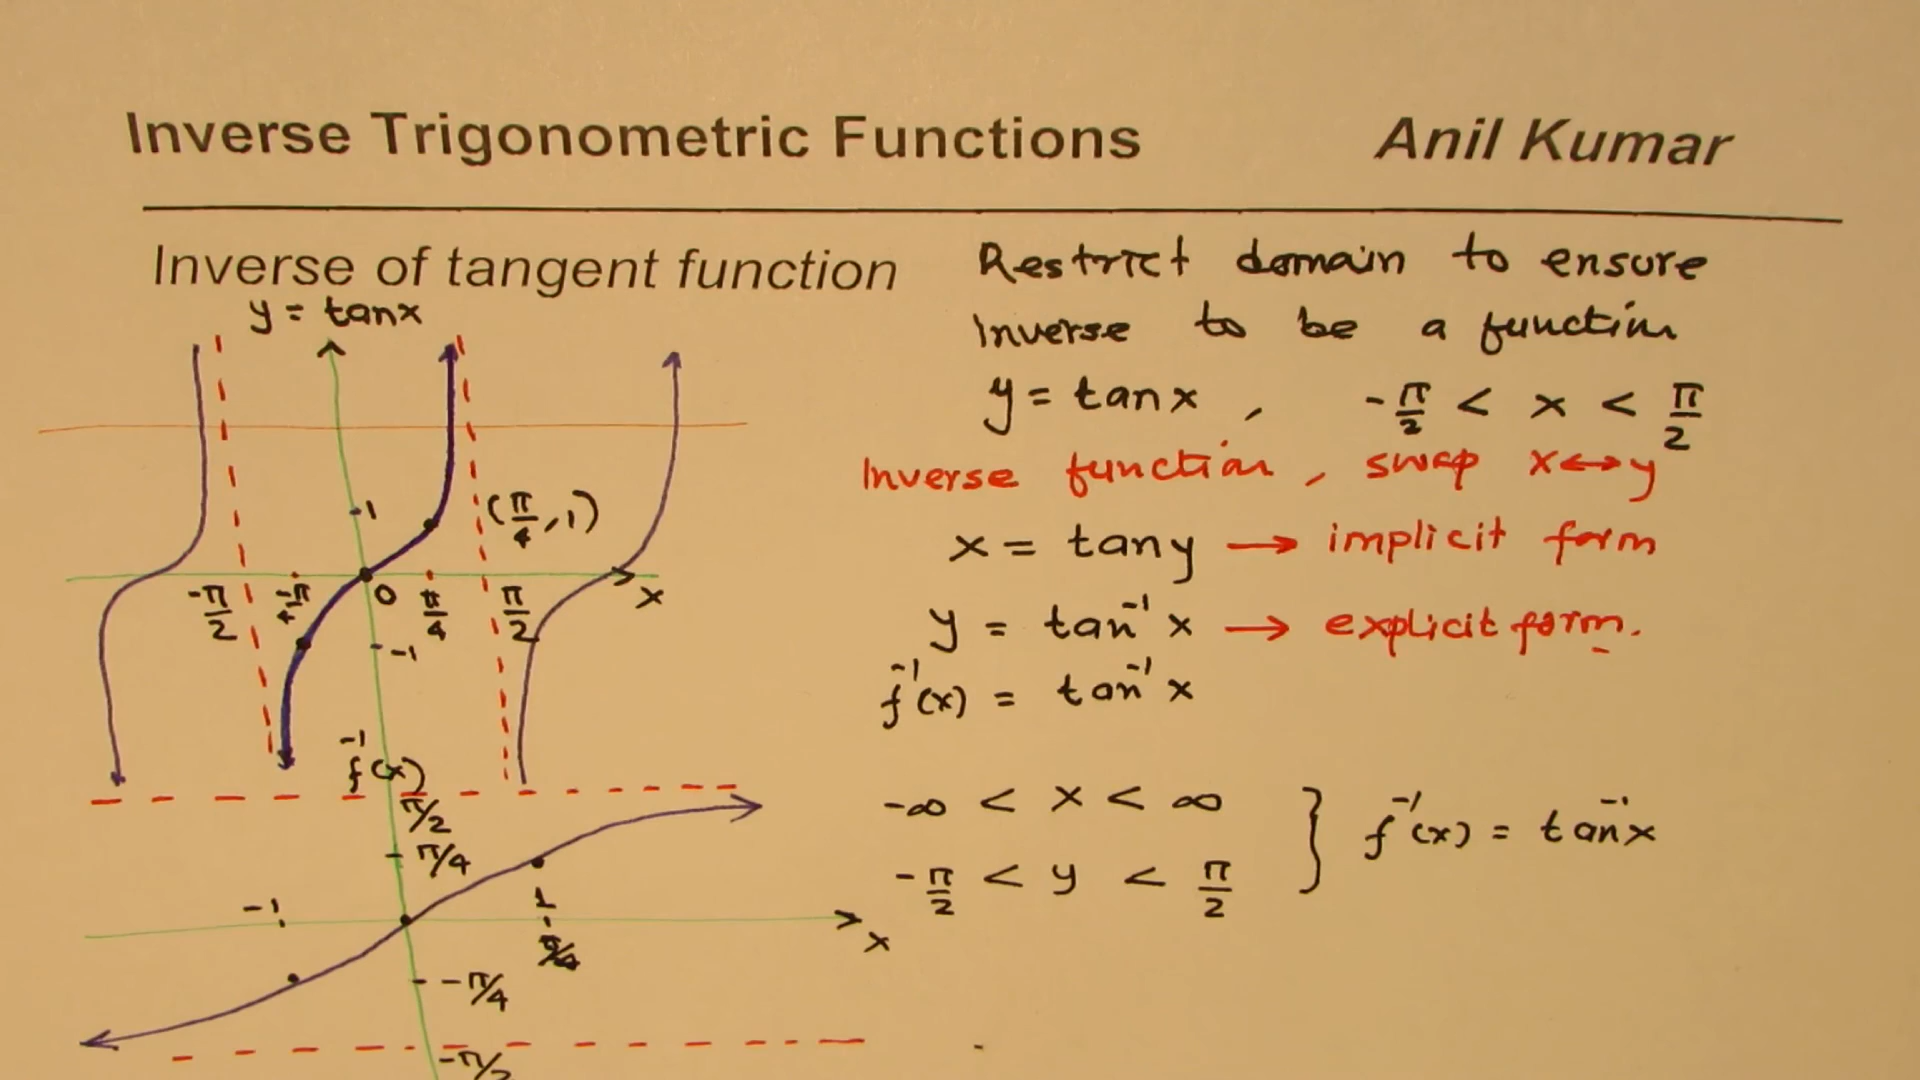 Inverse Trigonometric Functions
Anil Kumar
Inverse of tangent function
y = tanx
1
(π/4, 1)
-π/2
-π/4
0
π/4
π/2
x
-1
f⁻¹(x)
π/2
π/4
-1
1
x
-π/4
-π/2
Restrict domain to ensure
Inverse to be a function
y = tanx , -π/2 < x < π/2
Inverse function, swap x↔y
x = tany → implicit form
y = tan⁻¹x → explicit form.
f⁻¹(x) = tan⁻¹x
-∞ < x < ∞
-π/2 < y < π/2
} f⁻¹(x) = tan⁻¹x